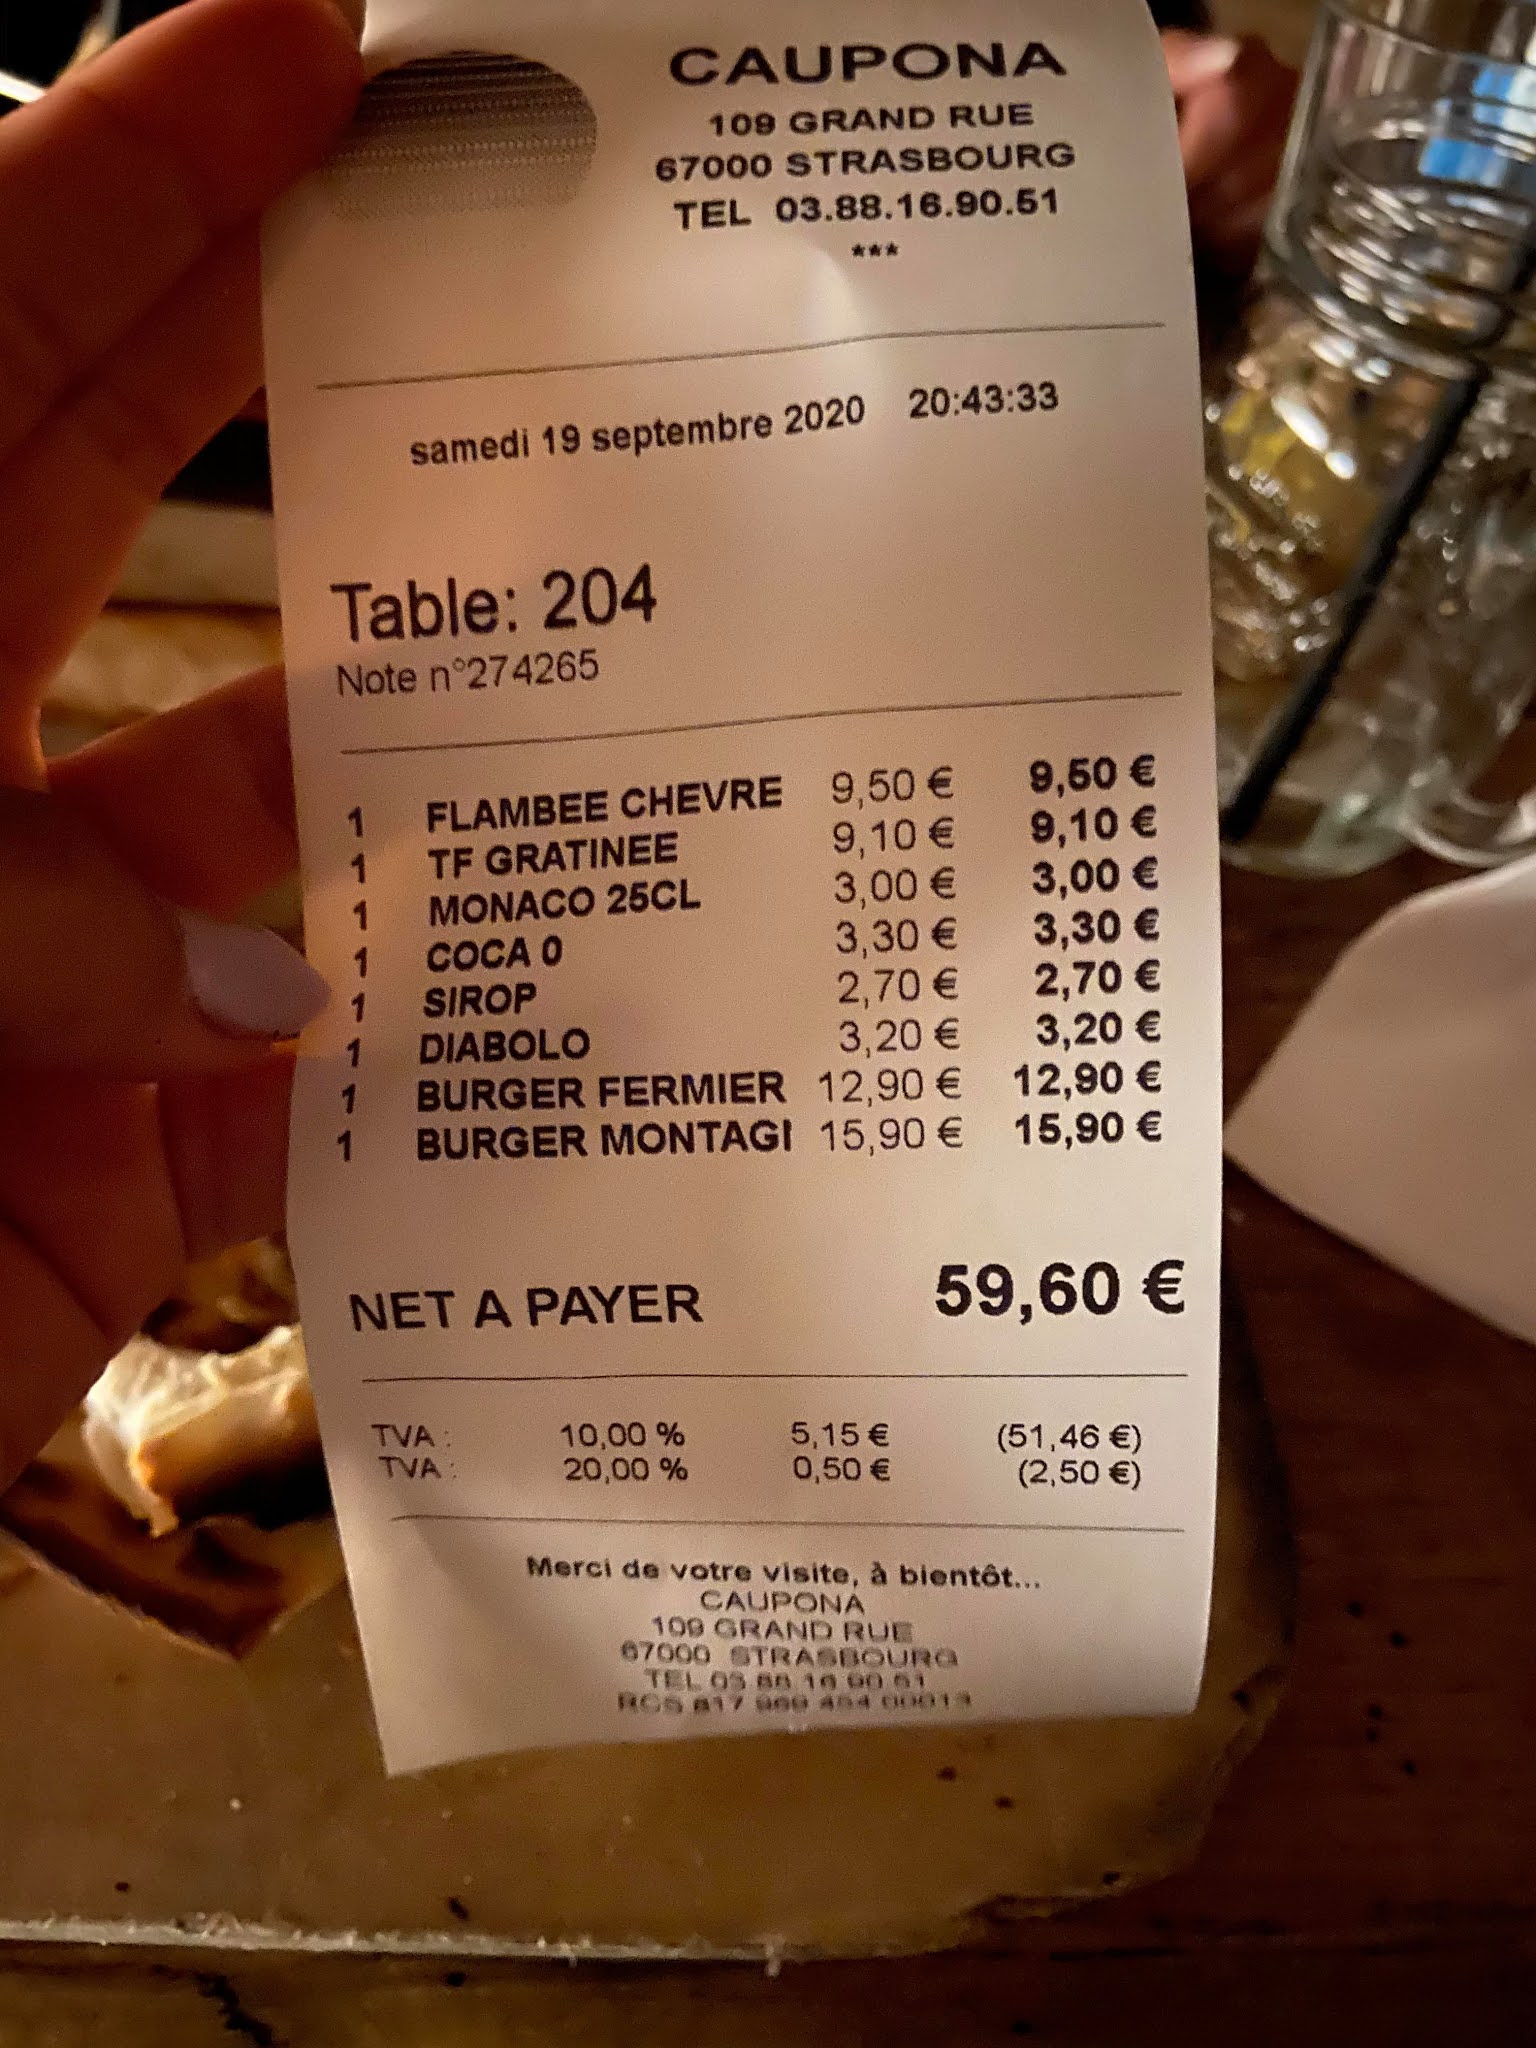 CAUPONA
109 GRAND RUE
67000 STRASBOURG
TEL 03.88.16.90.51
***
samedi 19 septembre 2020 20:43:33
Table: 204
Note n°274265
1 FLAMBEE CHEVRE 9,50 € 9,50 €
1 TF GRATINEE 9,10 € 9,10 €
1 MONACO 25CL 3,00 € 3,00 €
1 COCA 0 3,30 € 3,30 €
1 SIROP 2,70 € 2,70 €
1 DIABOLO 3,20 € 3,20 €
1 BURGER FERMIER 12,90 € 12,90 €
1 BURGER MONTAGI 15,90 € 15,90 €
NET A PAYER 59,60 €
TVA : 10,00 % 5,15 € (51,46 €)
TVA : 20,00 % 0,50 € (2,50 €)
Merci de votre visite, à bientôt...
CAUPONA
109 GRAND RUE
67000 STRASBOURG
TEL 03 88 16 90 51
RCS 817